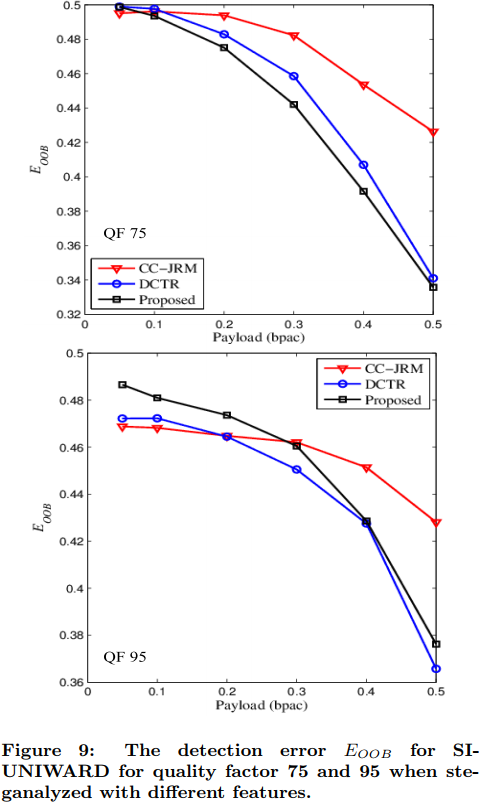 0.5
0.48
0.46
0.44
0.42
0.4
0.38
0.36
0.34
0.32
E_OOB
QF 75
CC-JRM
DCTR
Proposed
0 0.1 0.2 0.3 0.4 0.5
Payload (bpac)
0.5
0.48
0.46
0.44
0.42
0.4
0.38
0.36
E_OOB
CC-JRM
DCTR
Proposed
QF 95
0 0.1 0.2 0.3 0.4 0.5
Payload (bpac)
Figure 9: The detection error E_OOB for SI-
UNIWARD for quality factor 75 and 95 when ste-
ganalyzed with different features.